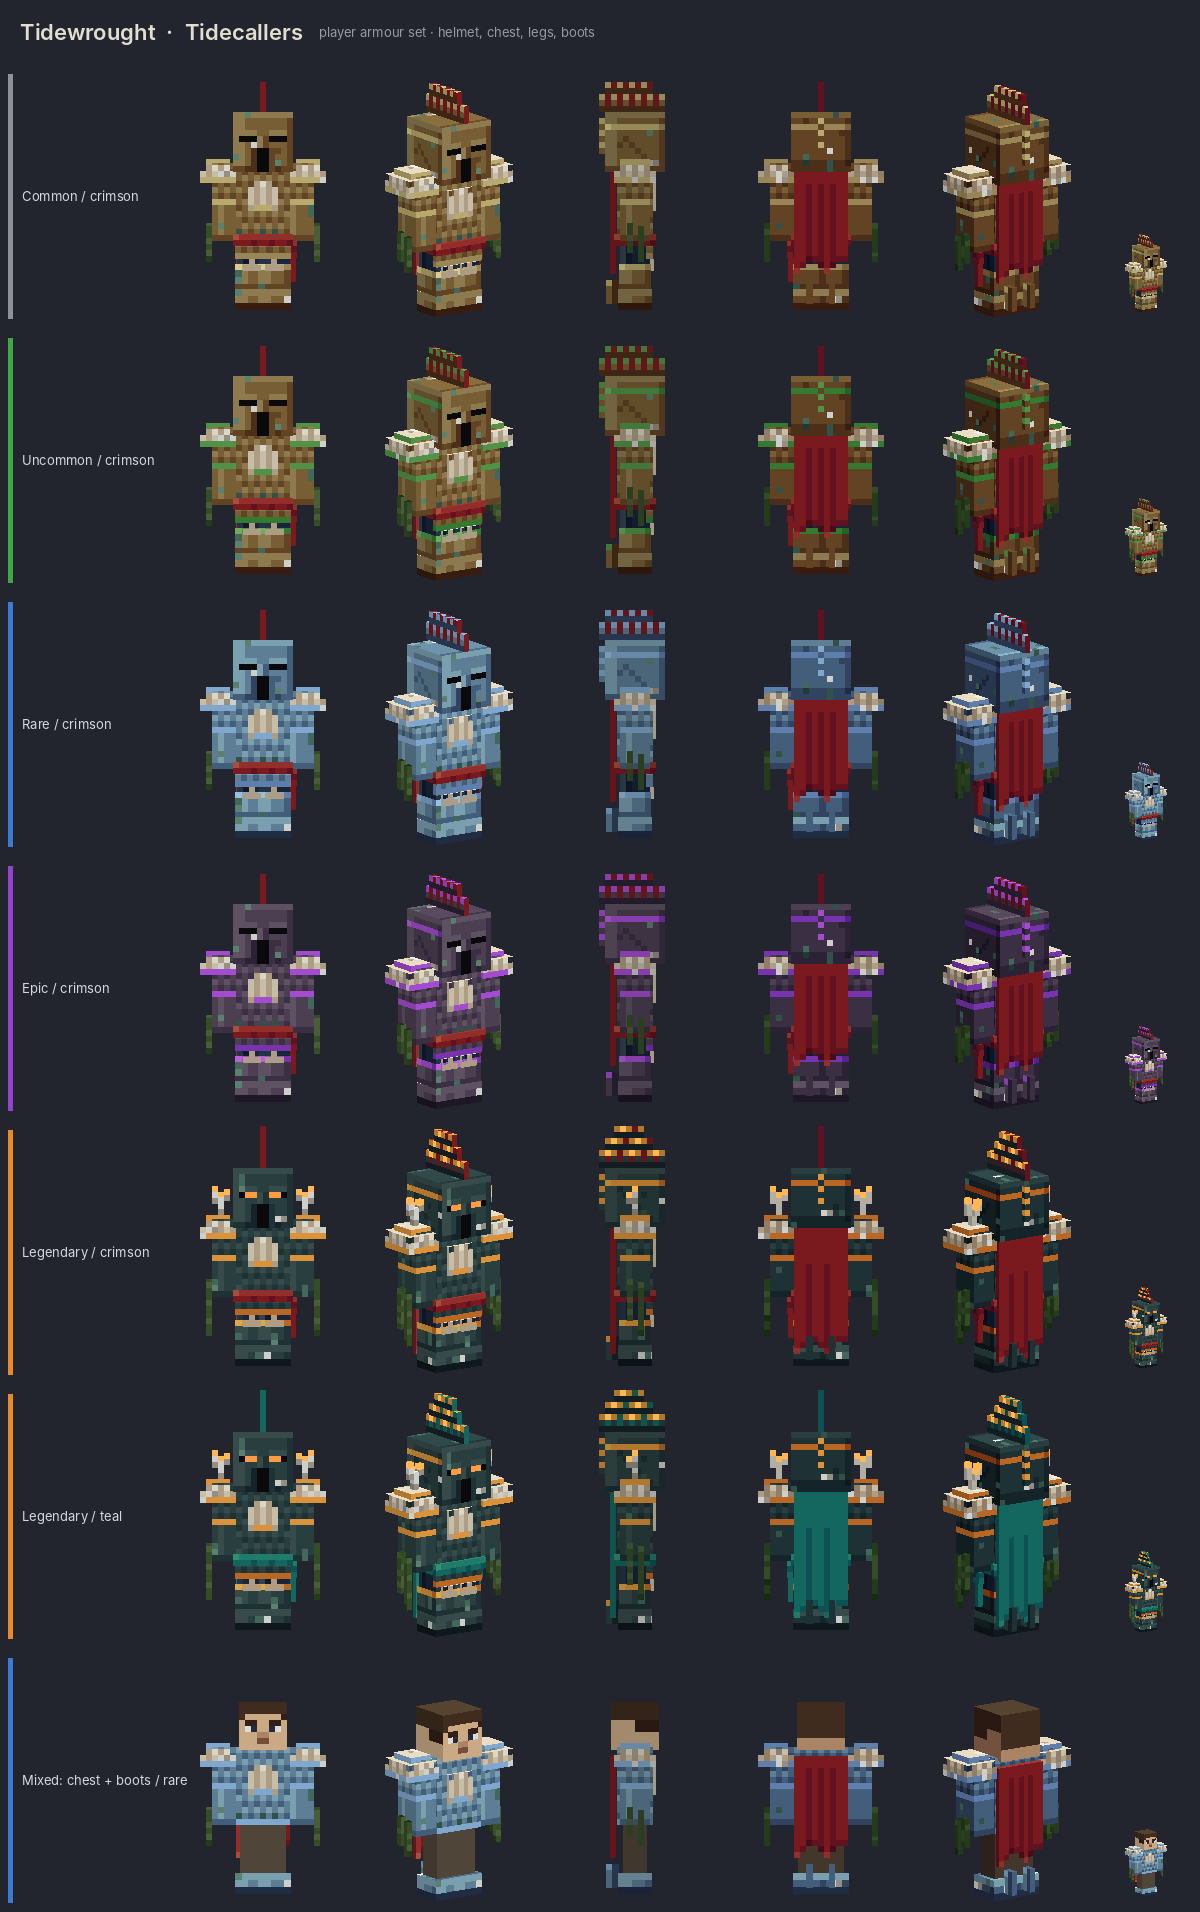 Tidewrought · Tidecallers player armour set · helmet, chest, legs, boots
Common / crimson
Uncommon / crimson
Rare / crimson
Epic / crimson
Legendary / crimson
Legendary / teal
Mixed: chest + boots / rare